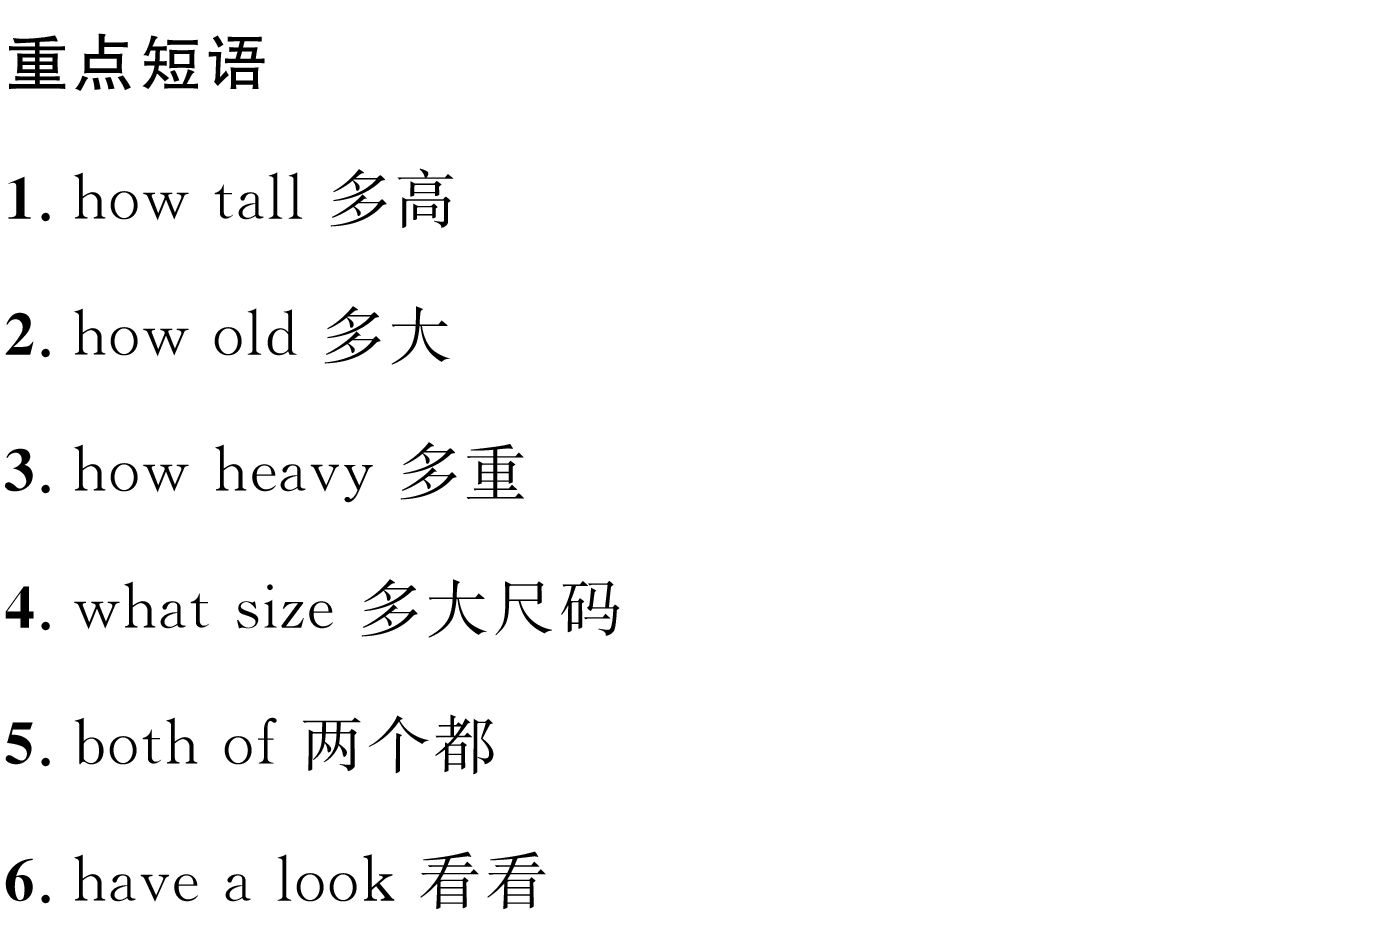 重点短语
1. how tall 多高
2. how old 多大
3. how heavy 多重
4. what size 多大尺码
5. both of 两个都
6. have a look 看看